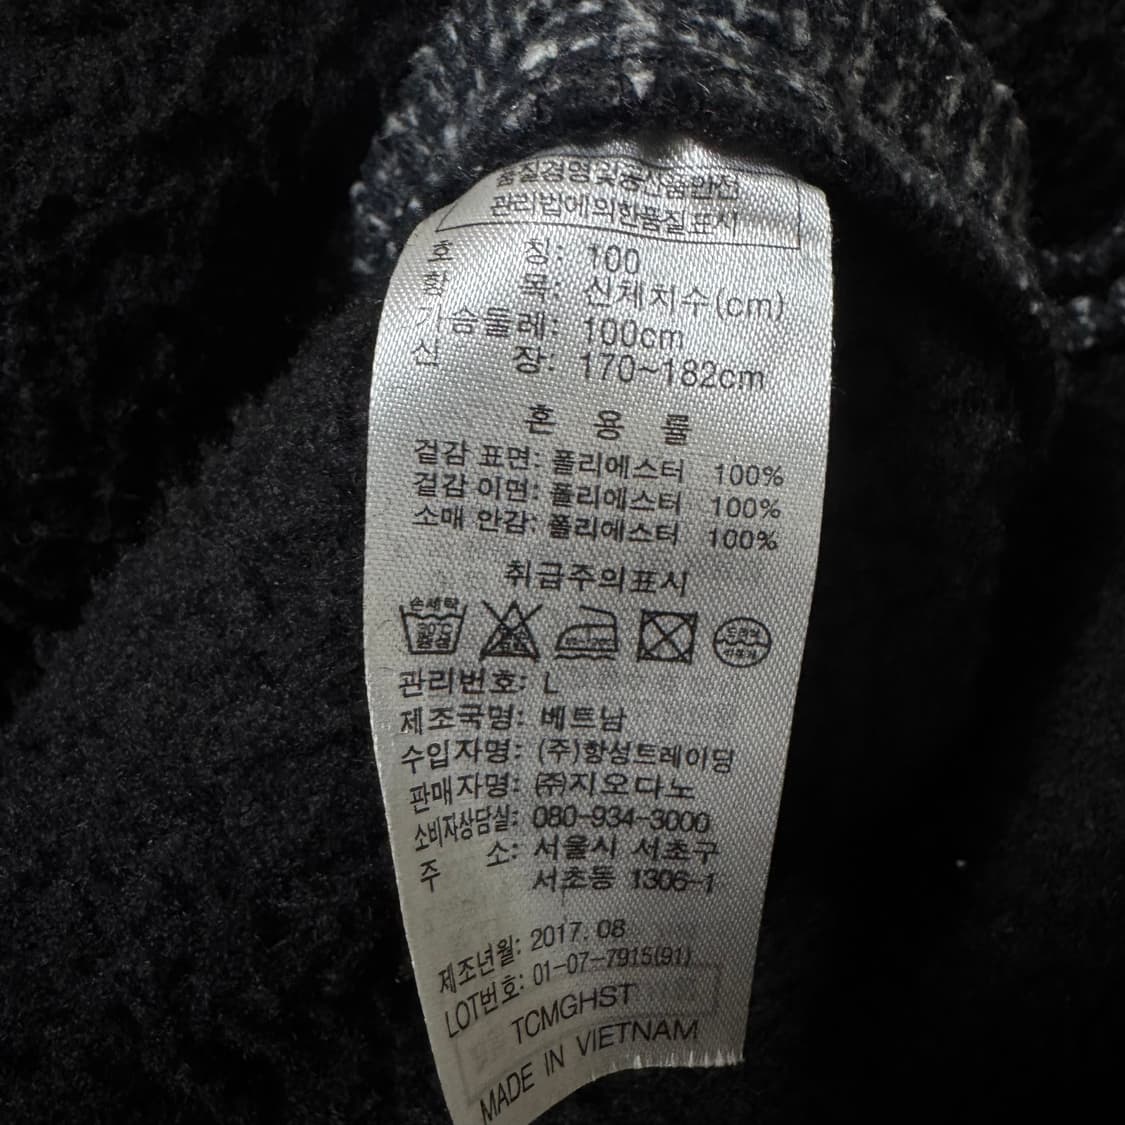 품질경영및공산품안전
관리법에의한품질표시
호 칭: 100
항 목: 신체치수(cm)
가슴둘레: 100cm
신 장: 170~182cm
혼 용 률
겉감 표면: 폴리에스터 100%
겉감 이면: 폴리에스터 100%
소매 안감: 폴리에스터 100%
취급주의표시
손세탁
드라이
관리번호: L
제조국명: 베트남
수입자명: (주)항성트레이딩
판매자명: ㈜지오다노
소비자상담실: 080-934-3000
주 소: 서울시 서초구
서초동 1306-1
제조년월: 2017. 08
LOT번호: 01-07-7915(91)
TCMGHST
MADE IN VIETNAM